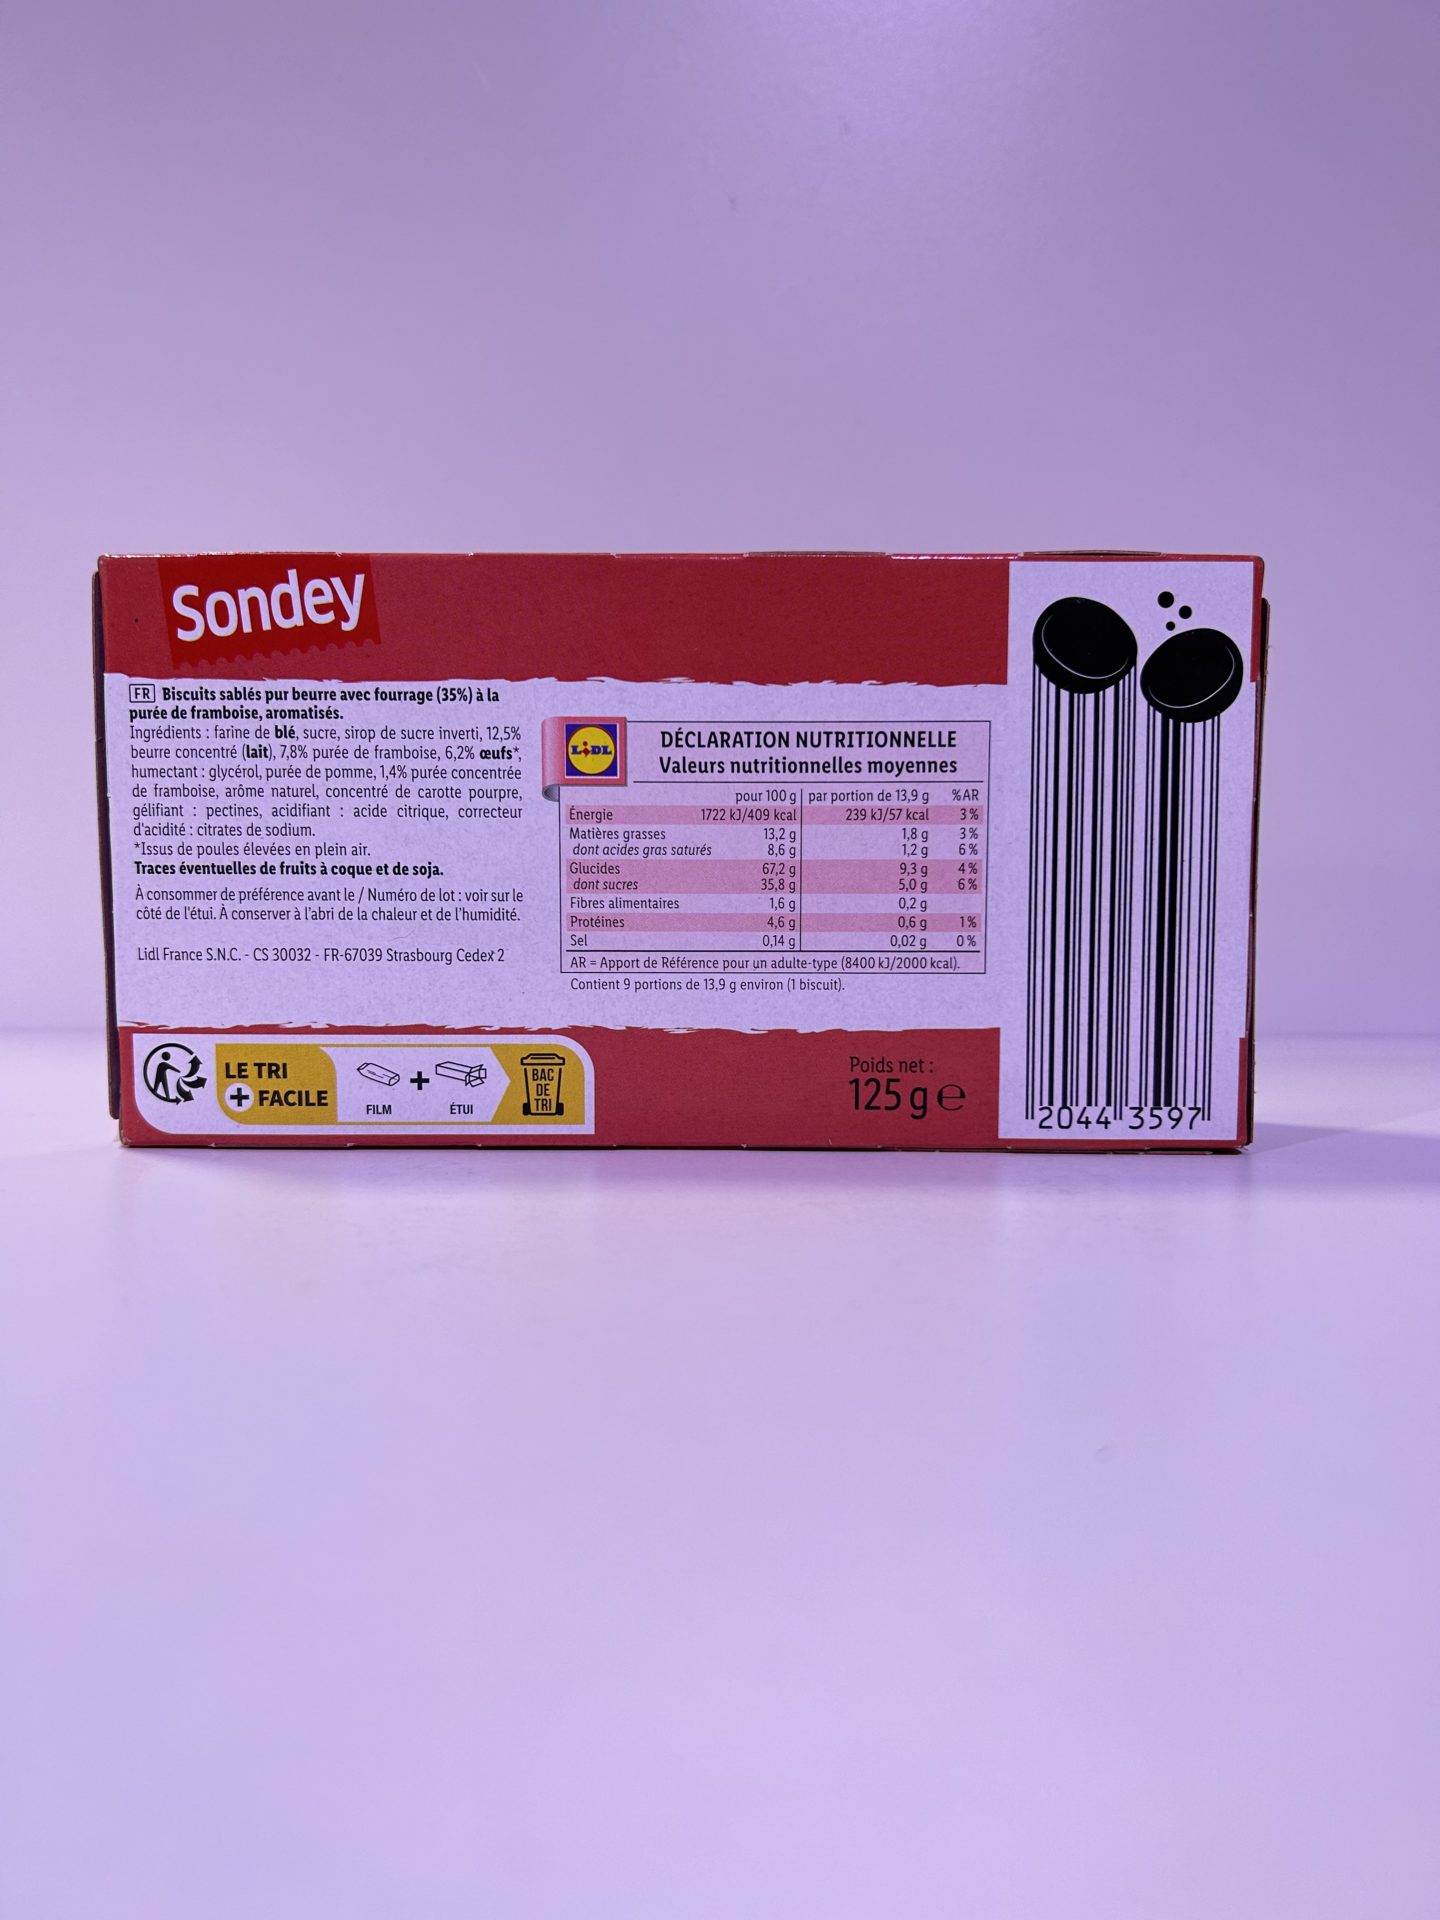 Sondey
FR Biscuits sablés pur beurre avec fourrage (35%) à la
purée de framboise, aromatisés.
Ingrédients : farine de blé, sucre, sirop de sucre inverti, 12,5%
beurre concentré (lait), 7,8% purée de framboise, 6,2% œufs*,
humectant : glycérol, purée de pomme, 1,4% purée concentrée
de framboise, arôme naturel, concentré de carotte pourpre,
gélifiant : pectines, acidifiant : acide citrique, correcteur
d'acidité : citrates de sodium.
*Issus de poules élevées en plein air.
Traces éventuelles de fruits à coque et de soja.
À consommer de préférence avant le / Numéro de lot : voir sur le
côté de l'étui. À conserver à l'abri de la chaleur et de l'humidité.
Lidl France S.N.C. - CS 30032 - FR-67039 Strasbourg Cedex 2
LIDL
DÉCLARATION NUTRITIONNELLE
Valeurs nutritionnelles moyennes
pour 100 g par portion de 13,9 g %AR
Énergie 1722 kJ/409 kcal 239 kJ/57 kcal 3%
Matières grasses 13,2 g 1,8 g 3%
dont acides gras saturés 8,6 g 1,2 g 6%
Glucides 67,2 g 9,3 g 4%
dont sucres 35,8 g 5,0 g 6%
Fibres alimentaires 1,6 g 0,2 g
Protéines 4,6 g 0,6 g 1%
Sel 0,14 g 0,02 g 0%
AR = Apport de Référence pour un adulte-type (8400 kJ/2000 kcal).
Contient 9 portions de 13,9 g environ (1 biscuit).
LE TRI
+ FACILE
FILM
+
ÉTUI
BAC
DE
TRI
Poids net :
125 g e
2044 3597